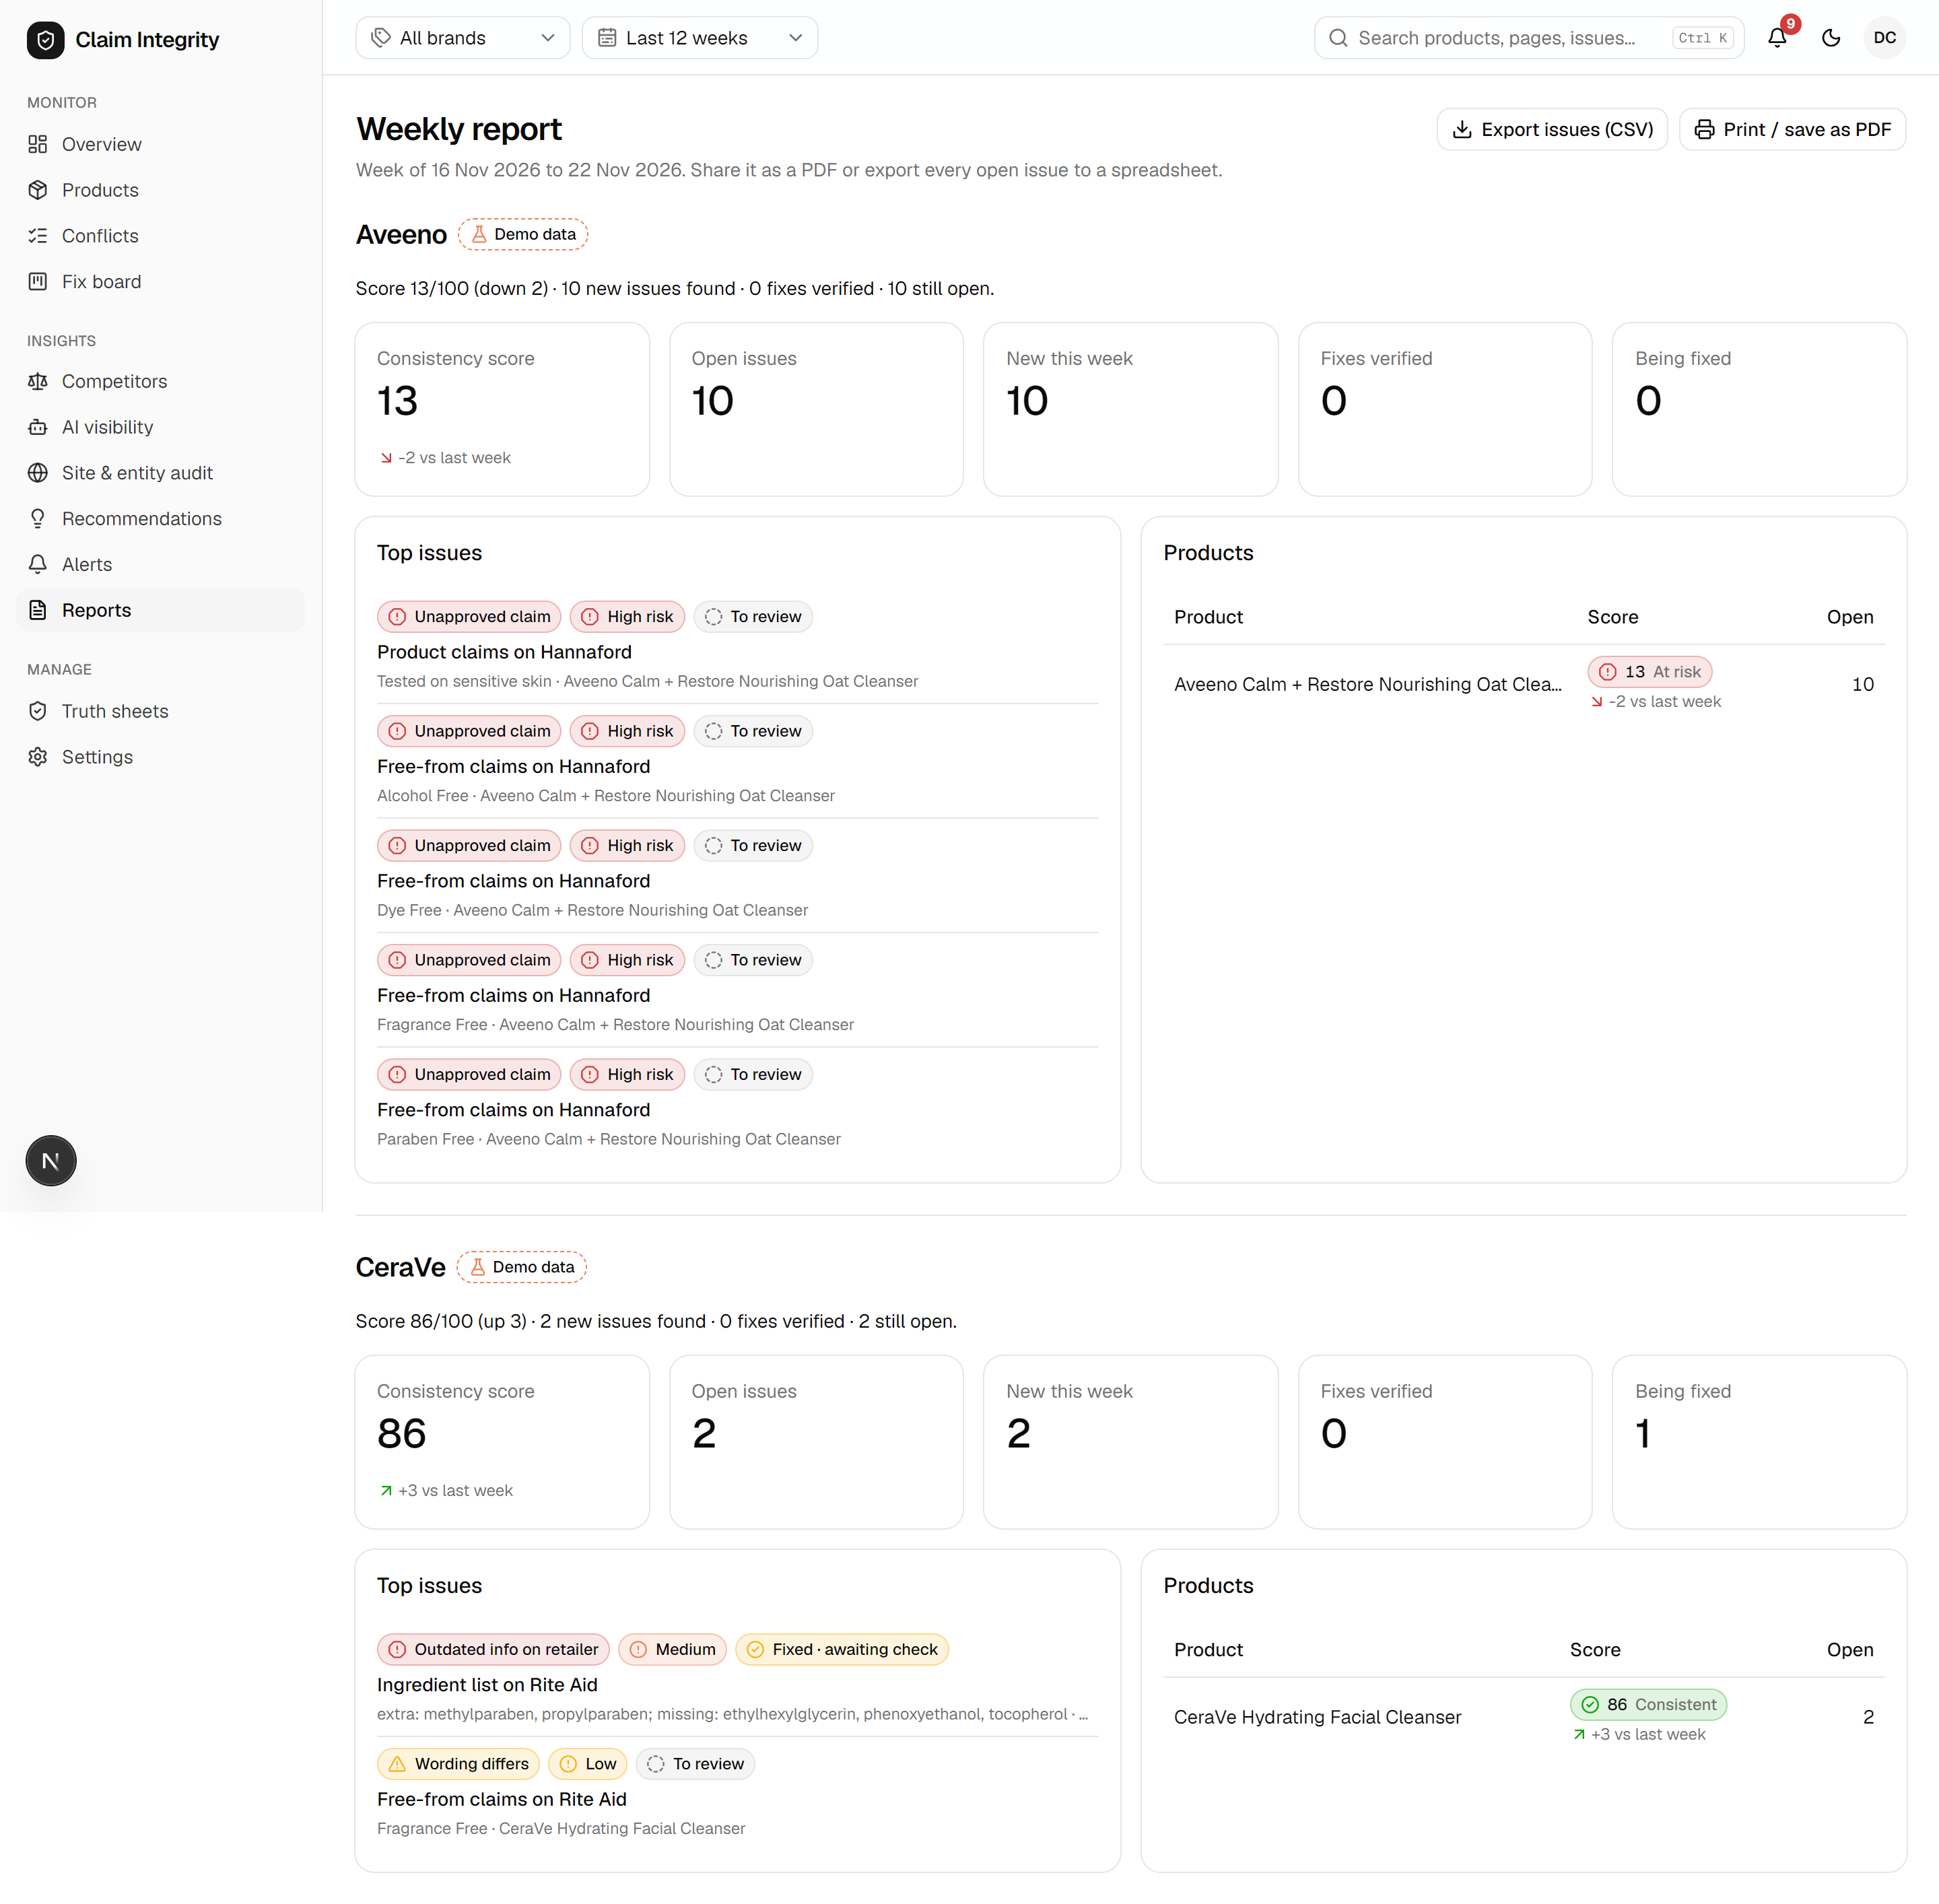 Claim Integrity
All brands
Last 12 weeks
Search products, pages, issues...
Ctrl K
9
DC
MONITOR
Overview
Products
Conflicts
Fix board
INSIGHTS
Competitors
AI visibility
Site & entity audit
Recommendations
Alerts
Reports
MANAGE
Truth sheets
Settings
N
Weekly report
Export issues (CSV)
Print / save as PDF
Week of 16 Nov 2026 to 22 Nov 2026. Share it as a PDF or export every open issue to a spreadsheet.
Aveeno
Demo data
Score 13/100 (down 2) · 10 new issues found · 0 fixes verified · 10 still open.
Consistency score
13
-2 vs last week
Open issues
10
New this week
10
Fixes verified
0
Being fixed
0
Top issues
Unapproved claim High risk To review
Product claims on Hannaford
Tested on sensitive skin · Aveeno Calm + Restore Nourishing Oat Cleanser
Unapproved claim High risk To review
Free-from claims on Hannaford
Alcohol Free · Aveeno Calm + Restore Nourishing Oat Cleanser
Unapproved claim High risk To review
Free-from claims on Hannaford
Dye Free · Aveeno Calm + Restore Nourishing Oat Cleanser
Unapproved claim High risk To review
Free-from claims on Hannaford
Fragrance Free · Aveeno Calm + Restore Nourishing Oat Cleanser
Unapproved claim High risk To review
Free-from claims on Hannaford
Paraben Free · Aveeno Calm + Restore Nourishing Oat Cleanser
Products
Product Score Open
Aveeno Calm + Restore Nourishing Oat Clea... 13 At risk 10
-2 vs last week
CeraVe
Demo data
Score 86/100 (up 3) · 2 new issues found · 0 fixes verified · 2 still open.
Consistency score
86
+3 vs last week
Open issues
2
New this week
2
Fixes verified
0
Being fixed
1
Top issues
Outdated info on retailer Medium Fixed · awaiting check
Ingredient list on Rite Aid
extra: methylparaben, propylparaben; missing: ethylhexylglycerin, phenoxyethanol, tocopherol · ...
Wording differs Low To review
Free-from claims on Rite Aid
Fragrance Free · CeraVe Hydrating Facial Cleanser
Products
Product Score Open
CeraVe Hydrating Facial Cleanser 86 Consistent 2
+3 vs last week